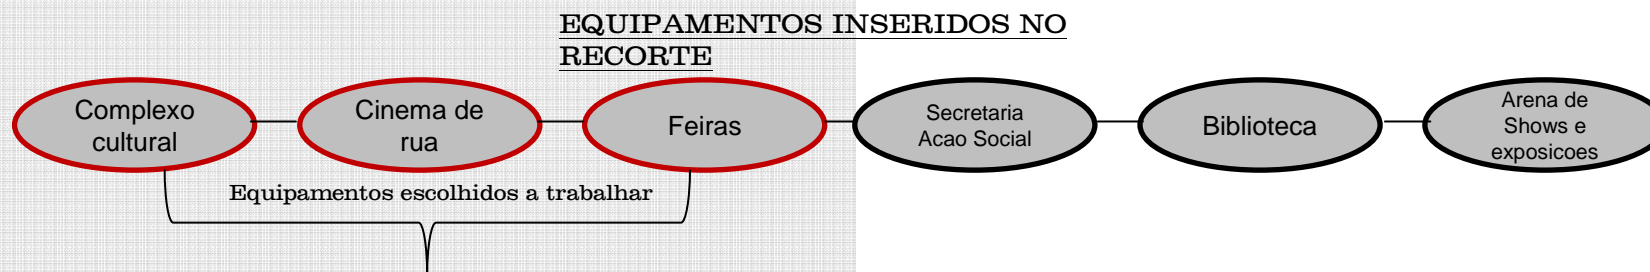 EQUIPAMENTOS INSERIDOS NO
RECORTE
Complexo
cultural
Cinema de
rua
Feiras
Secretaria
Acao Social
Biblioteca
Arena de
Shows e
exposicoes
Equipamentos escolhidos a trabalhar